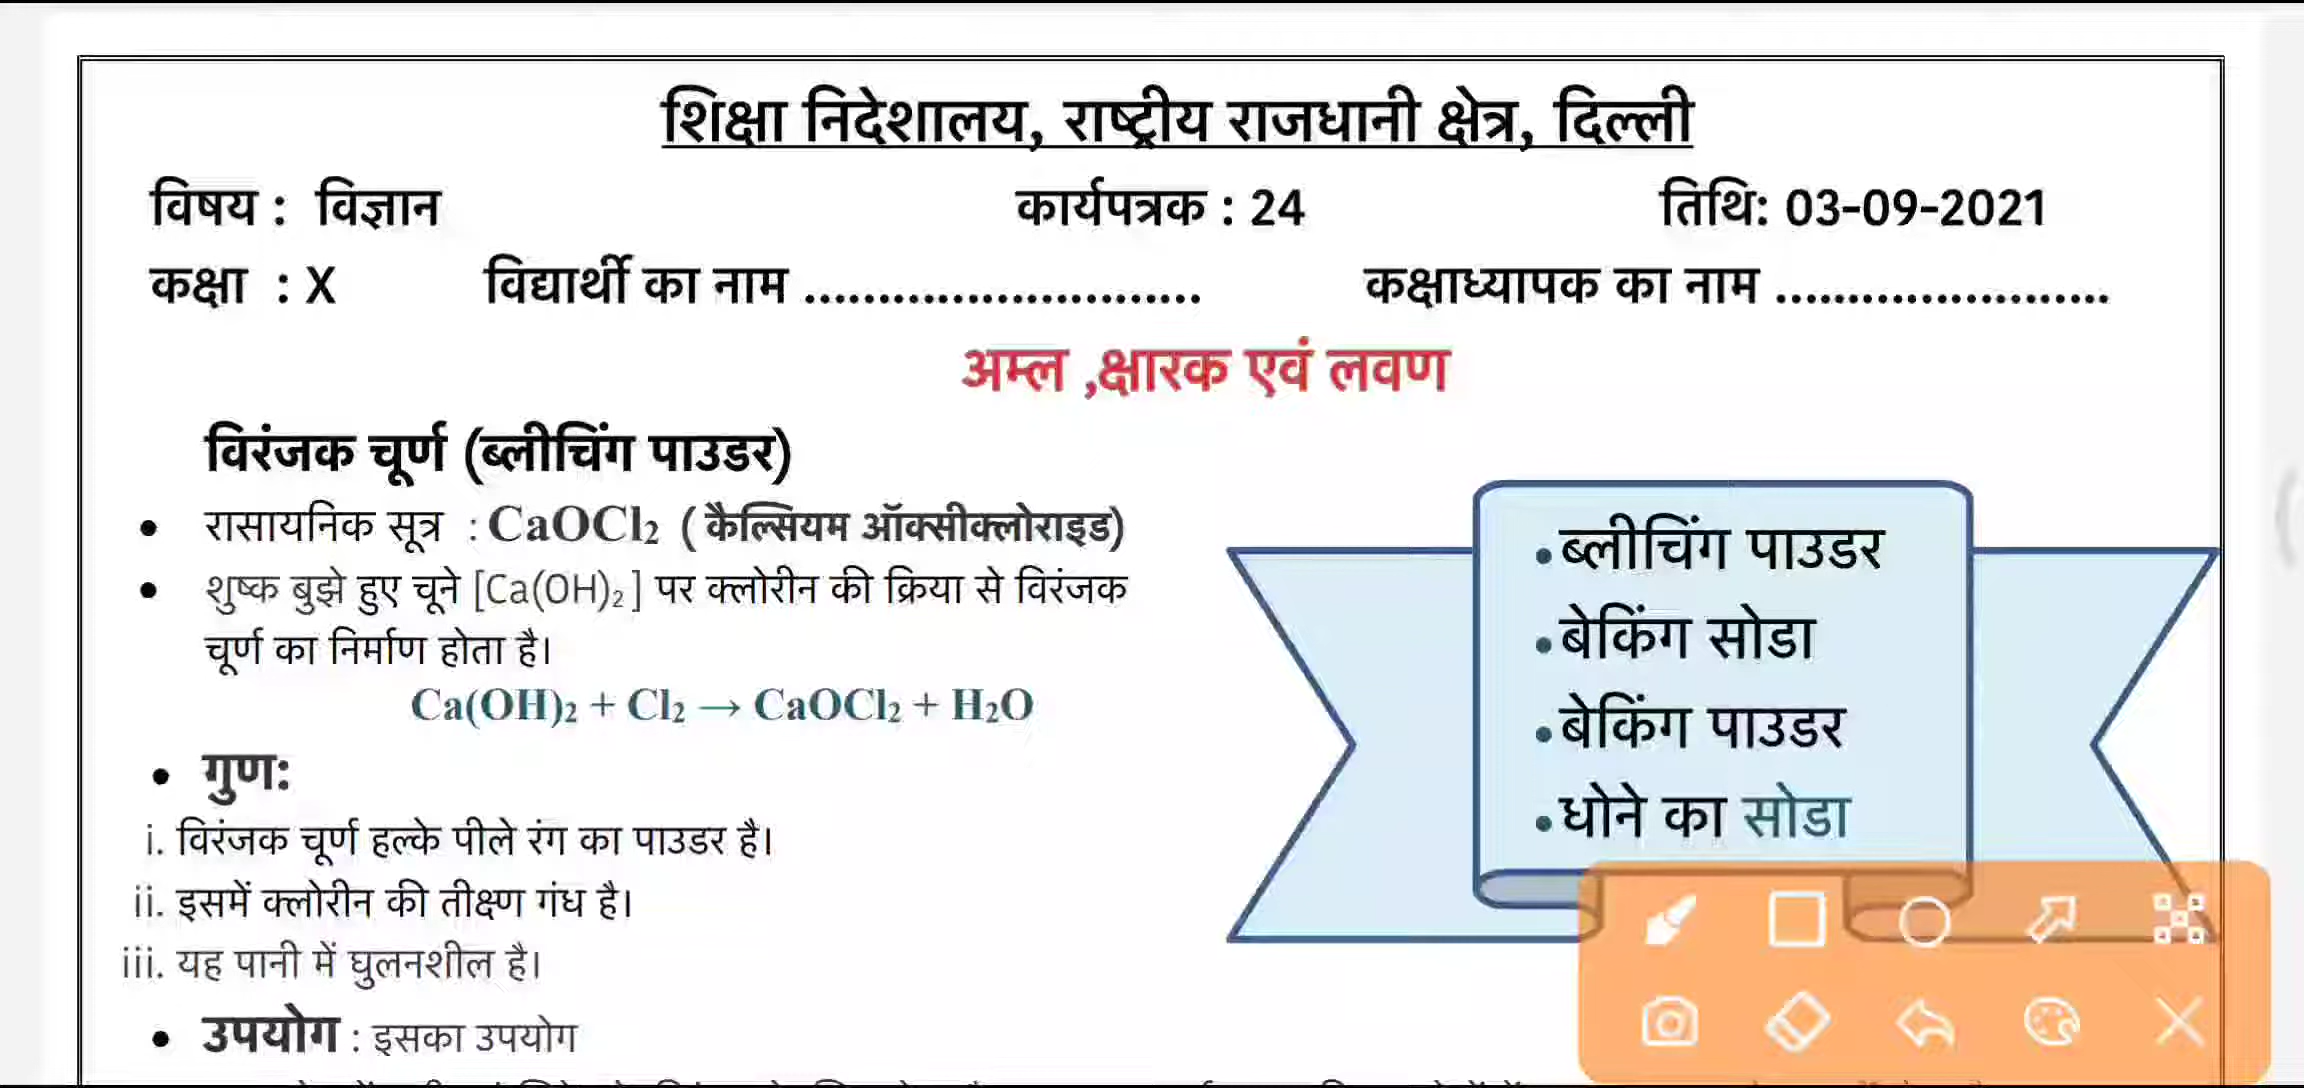 शिक्षा निदेशालय, राष्ट्रीय राजधानी क्षेत्र, दिल्ली
विषय : विज्ञान कार्यपत्रक : 24 तिथि: 03-09-2021
कक्षा : X विद्यार्थी का नाम ........................... कक्षाध्यापक का नाम .......................
अम्ल ,क्षारक एवं लवण
विरंजक चूर्ण (ब्लीचिंग पाउडर)
• रासायनिक सूत्र : CaOCl₂ ( कैल्सियम ऑक्सीक्लोराइड)
• शुष्क बुझे हुए चूने [Ca(OH)₂] पर क्लोरीन की क्रिया से विरंजक
चूर्ण का निर्माण होता है।
Ca(OH)₂ + Cl₂ → CaOCl₂ + H₂O
• गुण:
i. विरंजक चूर्ण हल्के पीले रंग का पाउडर है।
ii. इसमें क्लोरीन की तीक्ष्ण गंध है।
iii. यह पानी में घुलनशील है।
• उपयोग : इसका उपयोग
•ब्लीचिंग पाउडर
•बेकिंग सोडा
•बेकिंग पाउडर
•धोने का सोडा